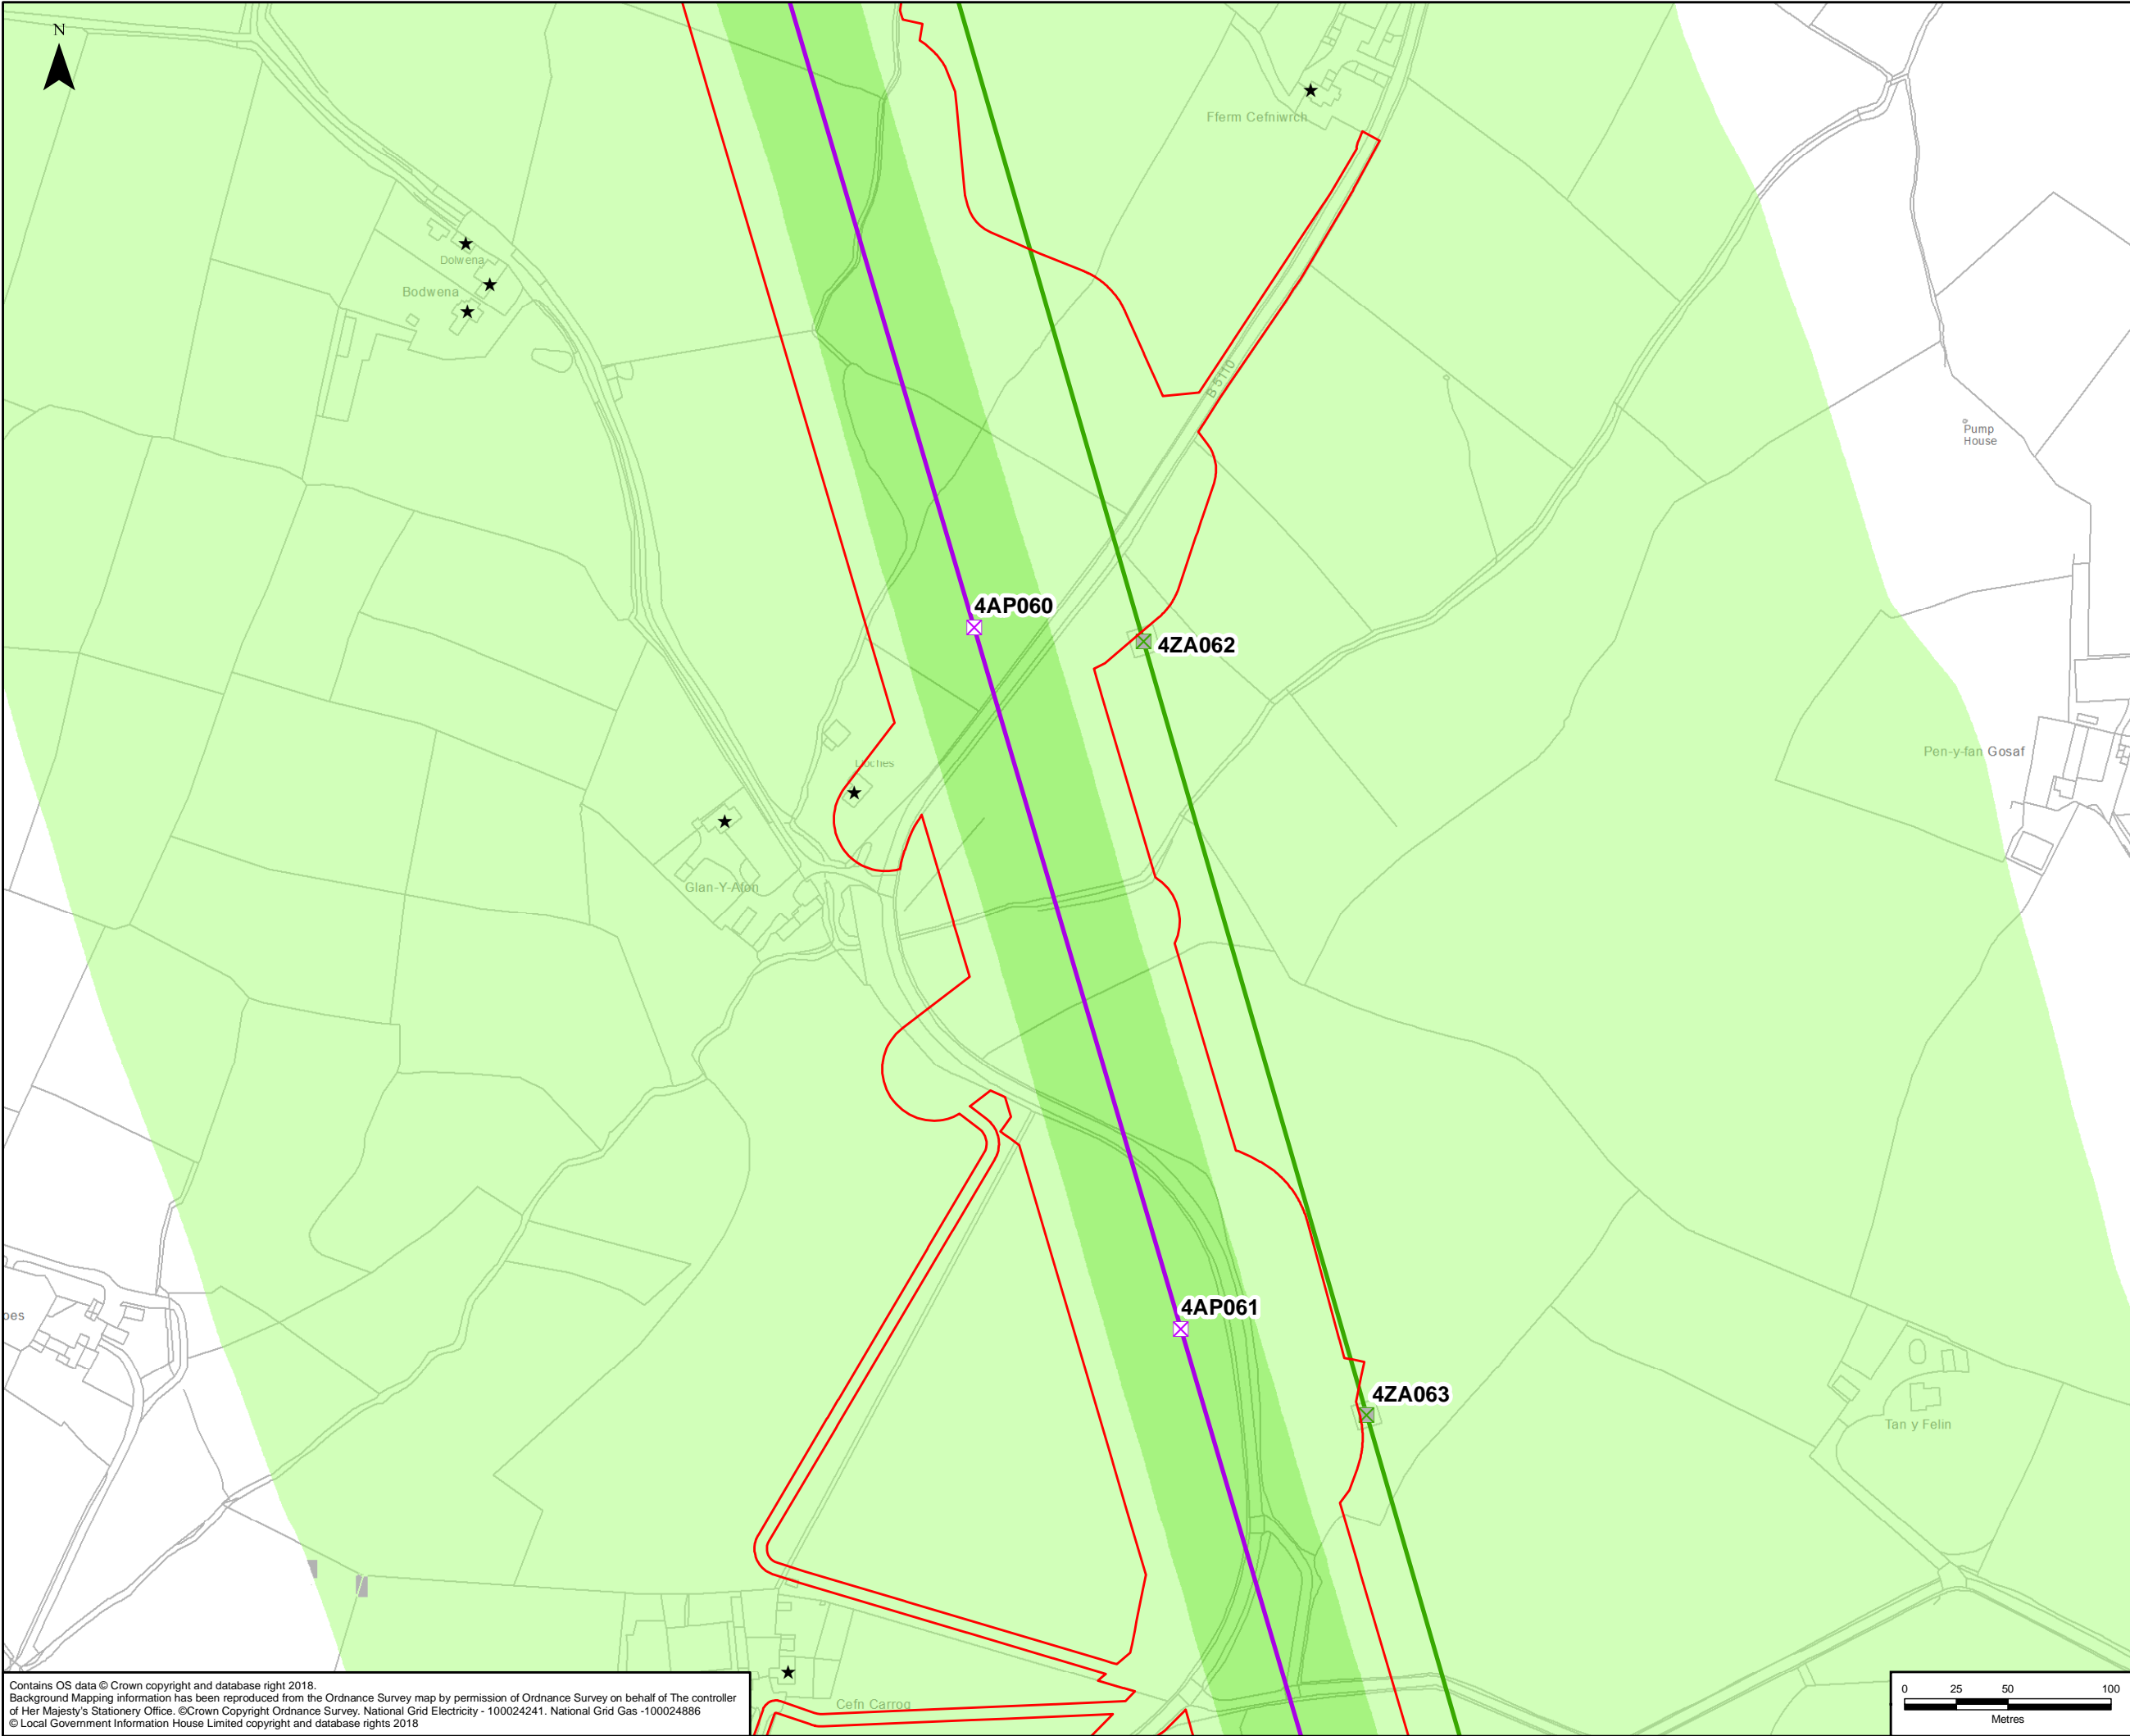 N
Fferm Cefniwrch
Dolwena
Bodwena
B 5110
Pump
House
4AP060
4ZA062
Pen-y-fan Gosaf
Lloches
Glan-Y-Afon
4AP061
4ZA063
Tan y Felin
Cefn Carrog
Contains OS data © Crown copyright and database right 2018.
Background Mapping information has been reproduced from the Ordnance Survey map by permission of Ordnance Survey on behalf of The controller
of Her Majesty's Stationery Office. ©Crown Copyright Ordnance Survey. National Grid Electricity - 100024241. National Grid Gas -100024886
© Local Government Information House Limited copyright and database rights 2018
0 25 50 100
Metres